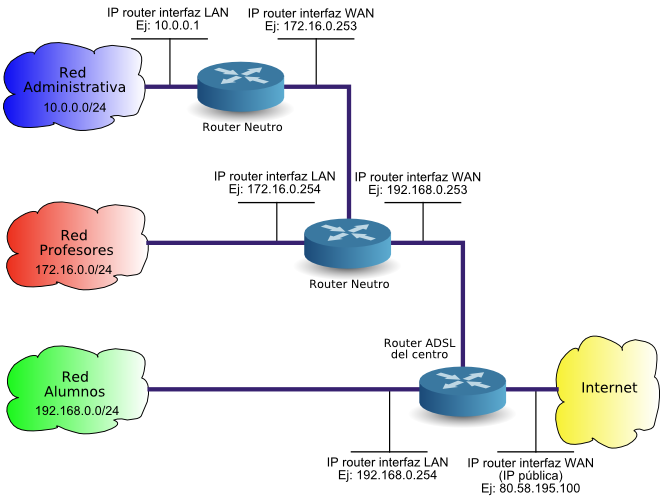 IP router interfaz LAN
Ej: 10.0.0.1
IP router interfaz WAN
Ej: 172.16.0.253
Red
Administrativa
10.0.0.0/24
Router Neutro
IP router interfaz LAN
Ej: 172.16.0.254
IP router interfaz WAN
Ej: 192.168.0.253
Red
Profesores
172.16.0.0/24
Router Neutro
Router ADSL
del centro
Red
Alumnos
192.168.0.0/24
Internet
IP router interfaz LAN
Ej: 192.168.0.254
IP router interfaz WAN
(IP pública)
Ej: 80.58.195.100